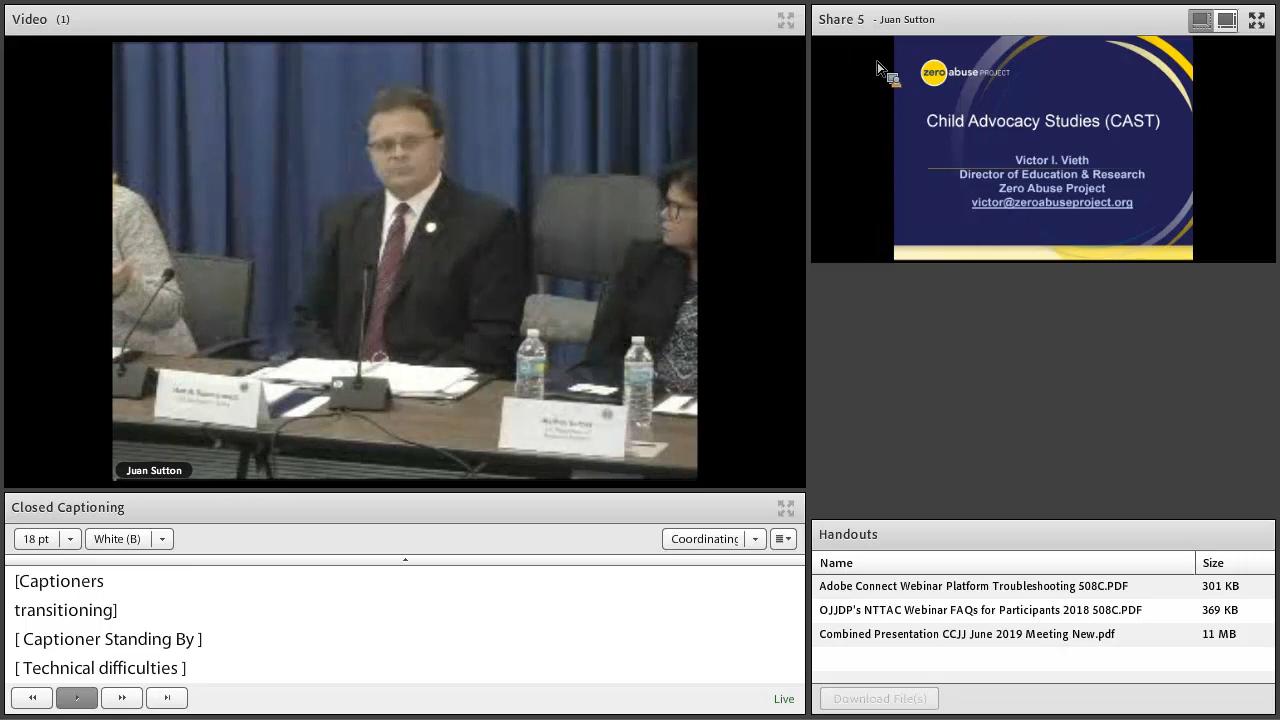 Video (1)
Juan Sutton
Share 5 - Juan Sutton
zero abuse PROJECT
Child Advocacy Studies (CAST)
Victor I. Vieth
Director of Education & Research
Zero Abuse Project
victor@zeroabuseproject.org
Closed Captioning
18 pt
White (B)
Coordinating
[Captioners
transitioning]
[ Captioner Standing By ]
[ Technical difficulties ]
Live
Handouts
Name Size
Adobe Connect Webinar Platform Troubleshooting 508C.PDF 301 KB
OJJDP's NTTAC Webinar FAQs for Participants 2018 508C.PDF 369 KB
Combined Presentation CCJJ June 2019 Meeting New.pdf 11 MB
Download File(s)